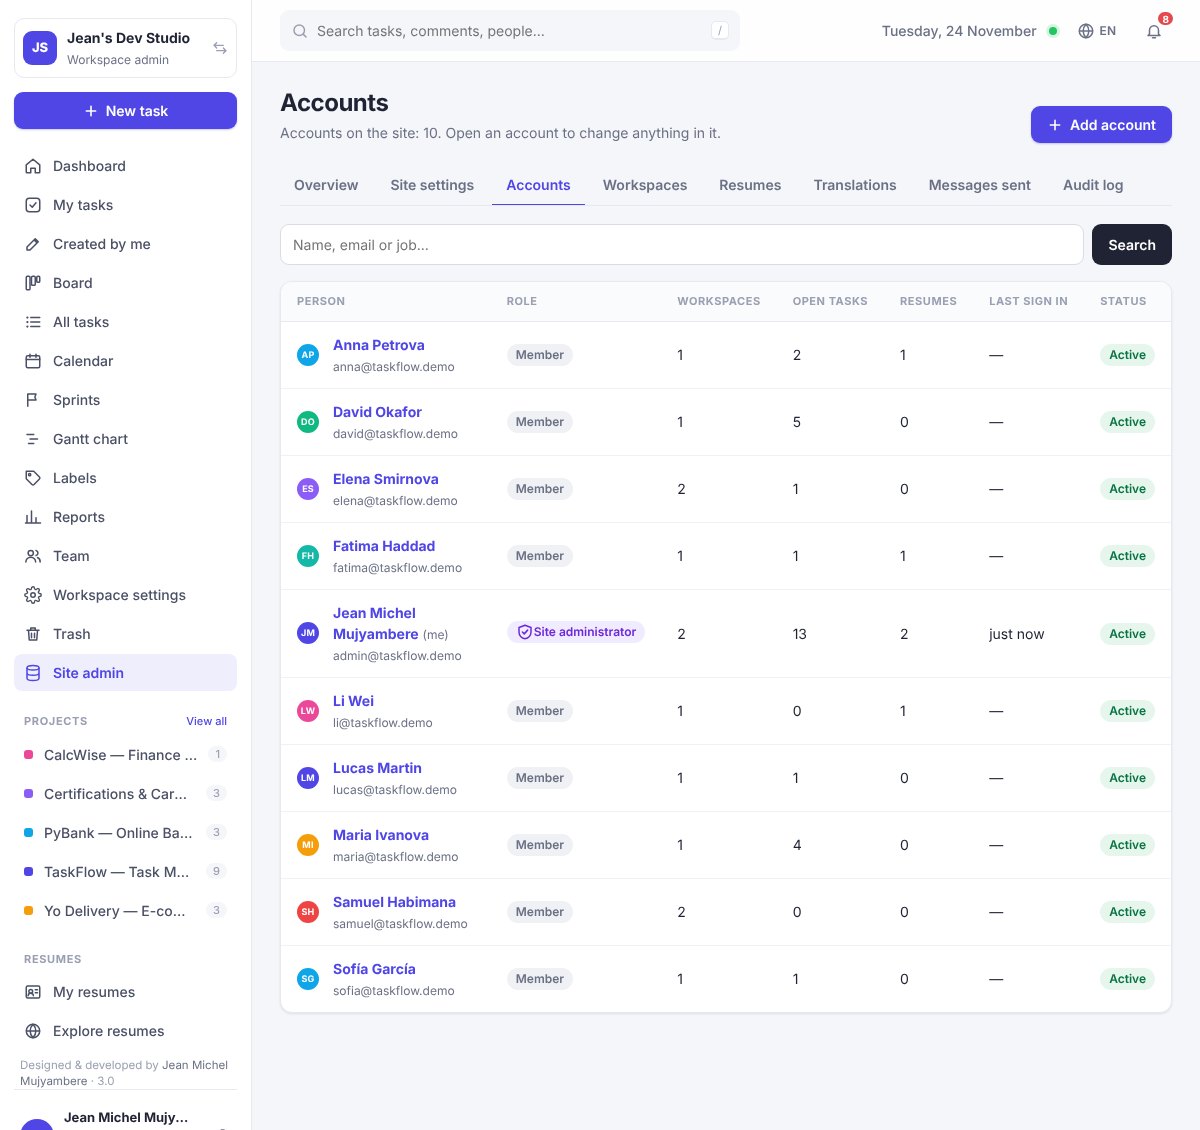 JS
Jean's Dev Studio
Workspace admin
+ New task
Dashboard
My tasks
Created by me
Board
All tasks
Calendar
Sprints
Gantt chart
Labels
Reports
Team
Workspace settings
Trash
Site admin
PROJECTS View all
CalcWise — Finance ... 1
Certifications & Car... 3
PyBank — Online Ba... 3
TaskFlow — Task M... 9
Yo Delivery — E-co... 3
RESUMES
My resumes
Explore resumes
Designed & developed by Jean Michel
Mujyambere · 3.0
Jean Michel Mujy...
Search tasks, comments, people... /
Tuesday, 24 November EN 8
Accounts
Accounts on the site: 10. Open an account to change anything in it.
+ Add account
Overview Site settings Accounts Workspaces Resumes Translations Messages sent Audit log
Name, email or job... Search
PERSON ROLE WORKSPACES OPEN TASKS RESUMES LAST SIGN IN STATUS
AP Anna Petrova Member 1 2 1 — Active
anna@taskflow.demo
DO David Okafor Member 1 5 0 — Active
david@taskflow.demo
ES Elena Smirnova Member 2 1 0 — Active
elena@taskflow.demo
FH Fatima Haddad Member 1 1 1 — Active
fatima@taskflow.demo
Jean Michel
JM Mujyambere (me) Site administrator 2 13 2 just now Active
admin@taskflow.demo
LW Li Wei Member 1 0 1 — Active
li@taskflow.demo
LM Lucas Martin Member 1 1 0 — Active
lucas@taskflow.demo
MI Maria Ivanova Member 1 4 0 — Active
maria@taskflow.demo
SH Samuel Habimana Member 2 0 0 — Active
samuel@taskflow.demo
SG Sofía García Member 1 1 0 — Active
sofia@taskflow.demo